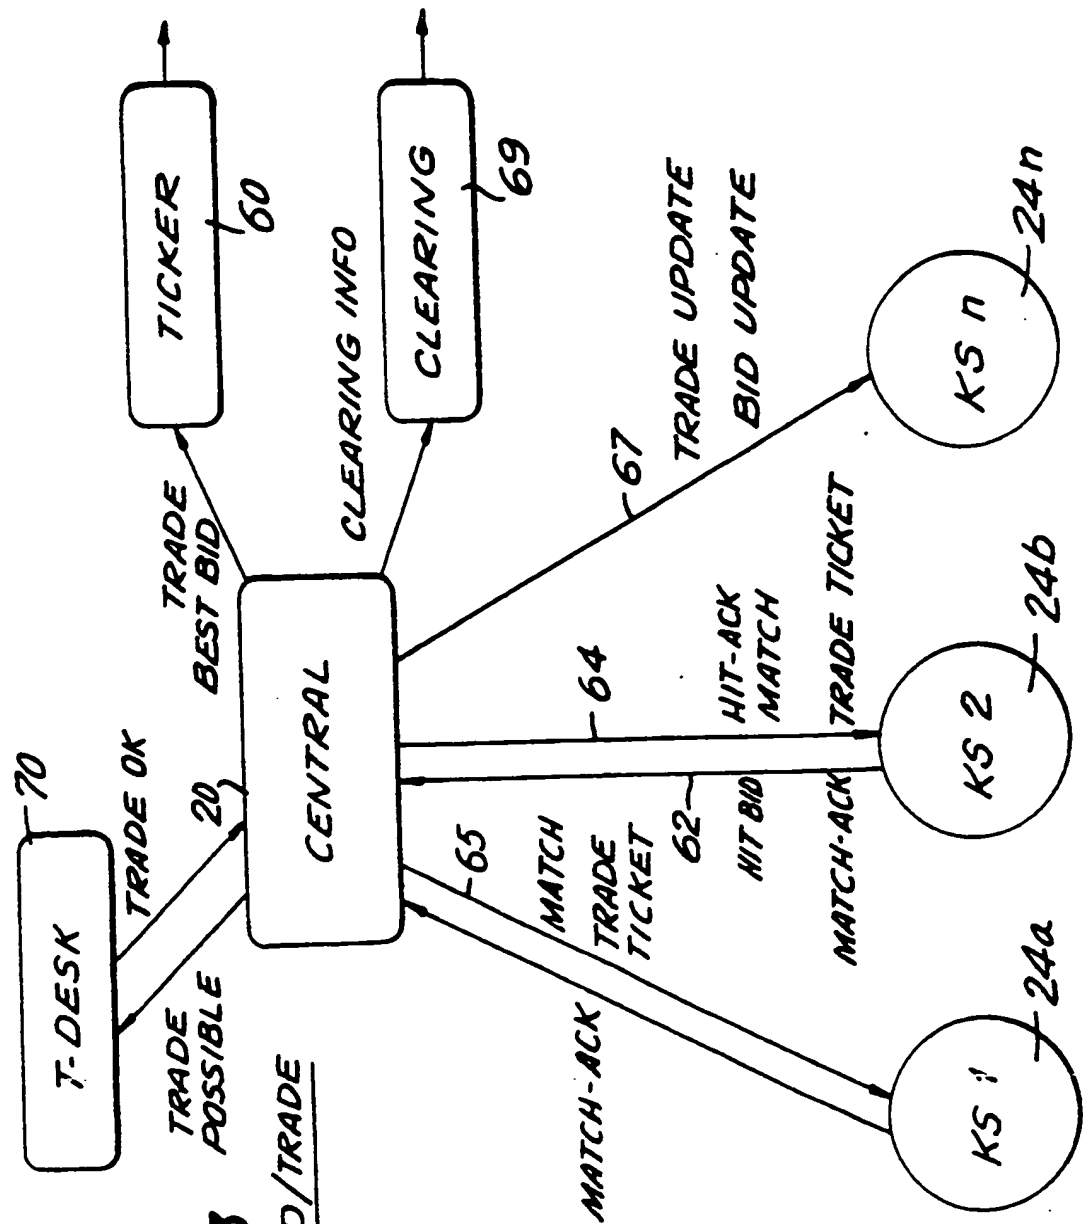 T-DESK
70
TRADE OK
TRADE
POSSIBLE
20
CENTRAL
TRADE
BEST BID
TICKER
60
CLEARING INFO
CLEARING
69
65
MATCH
TRADE
TICKET
MATCH-ACK
62
HIT BID
MATCH-ACK
64
HIT-ACK
MATCH
TRADE TICKET
67
TRADE UPDATE
BID UPDATE
KS 1
24a
KS 2
24b
KS n
24n
/TRADE